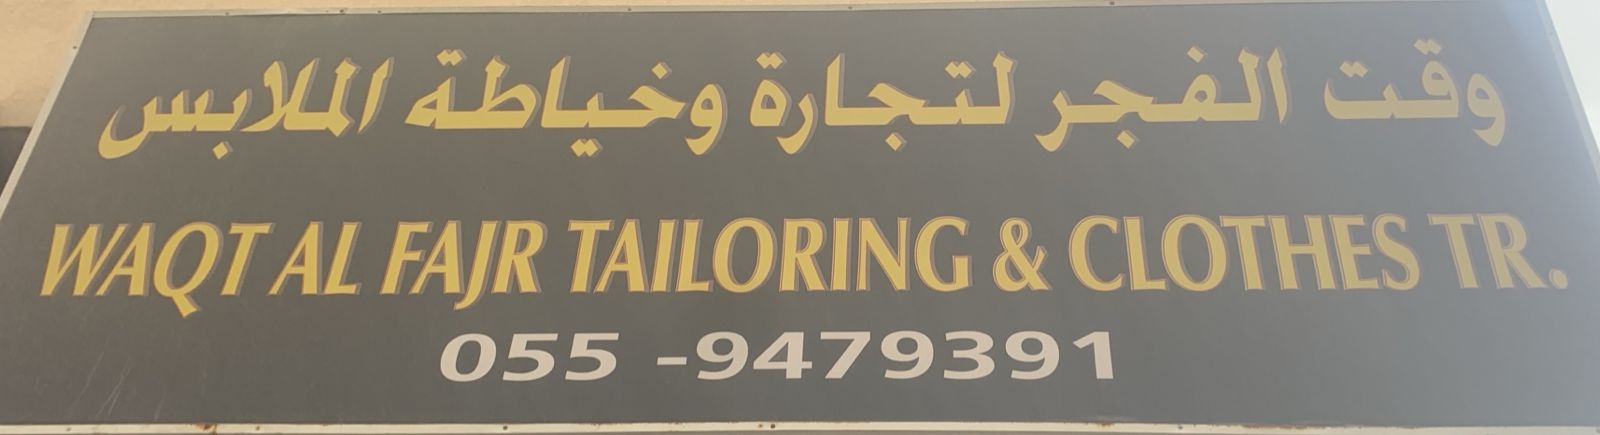 وقت الفجر لتجارة وخياطة الملابس
WAQT AL FAJR TAILORING & CLOTHES TR.
055 -9479391